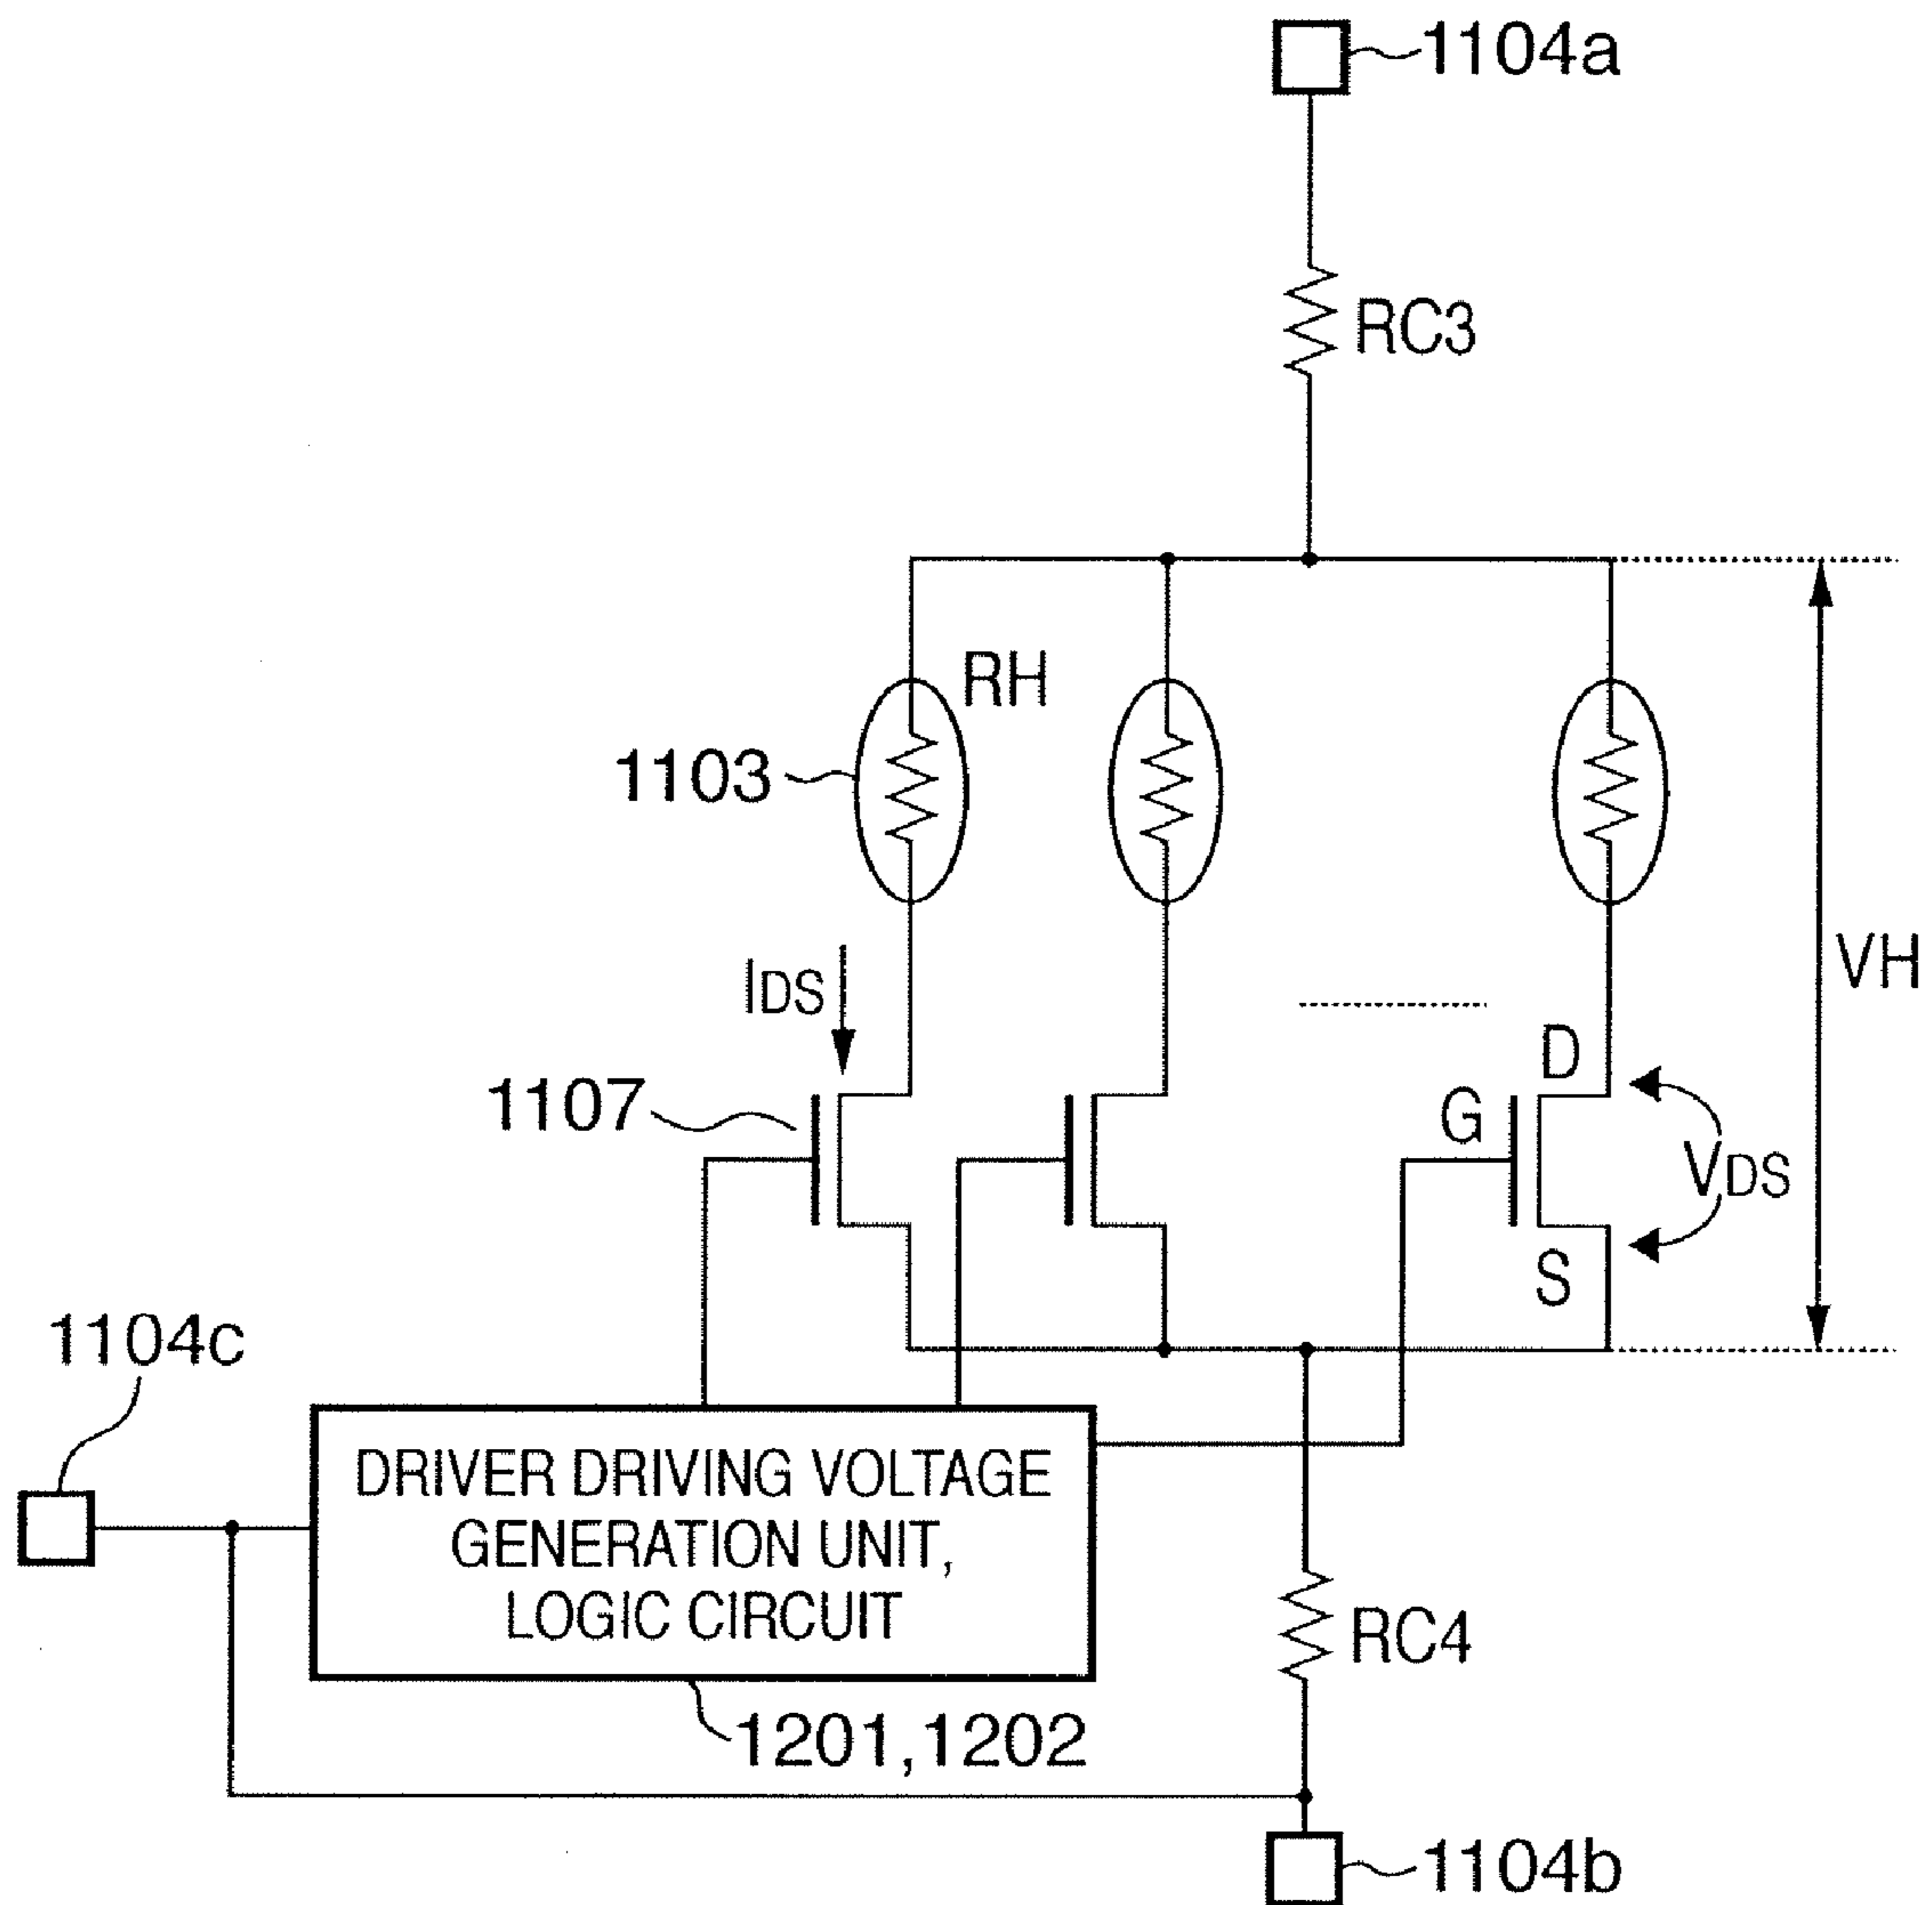 1104a
RC3
RH
1103
IDS
VH
D
1107
G
VDS
S
1104c
DRIVER DRIVING VOLTAGE
GENERATION UNIT,
LOGIC CIRCUIT
RC4
1201,1202
1104b